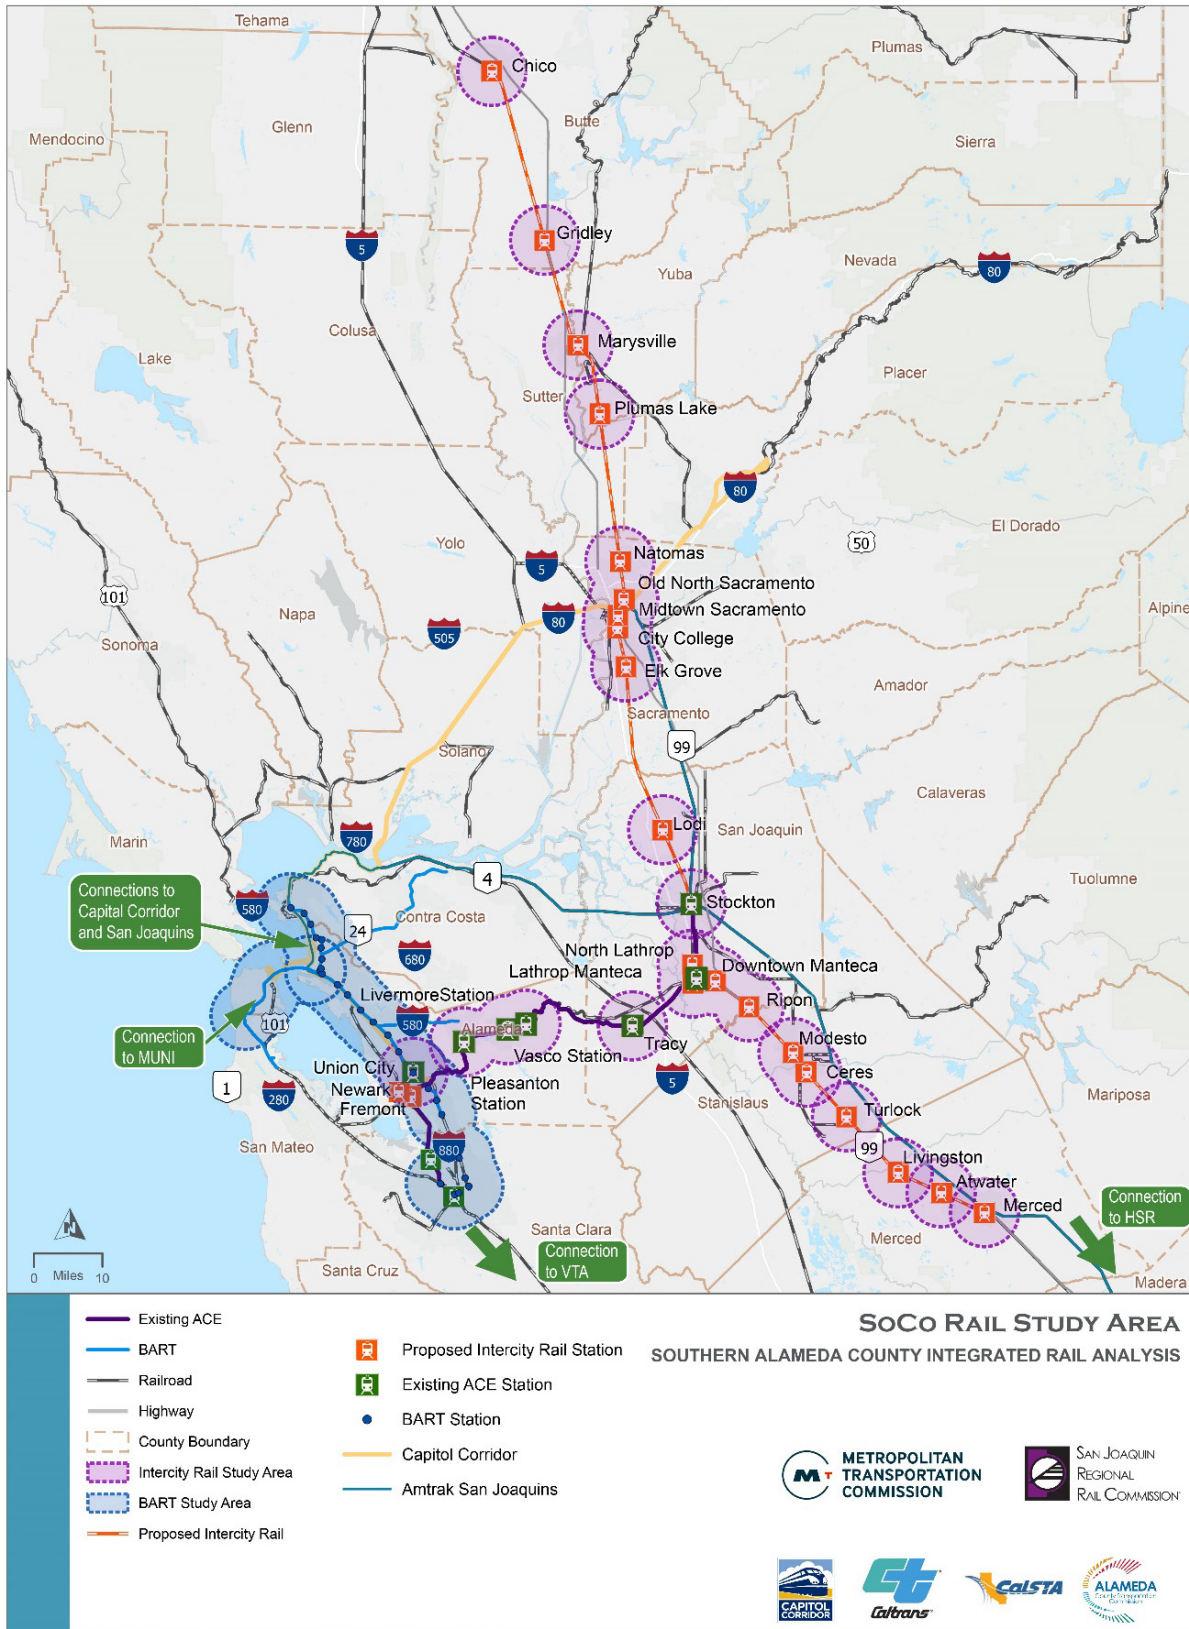 Tehama
Plumas
Chico
Glenn
Butte
Mendocino
Sierra
5
Gridley
Nevada
80
Yuba
Colusa
Marysville
Lake
Placer
Sutter
Plumas Lake
80
El Dorado
Yolo
50
Natomas
5
Old North Sacramento
101
Midtown Sacramento
Napa
80
Alpine
505
City College
Sonoma
Elk Grove
Amador
Sacramento
99
Solano
Calaveras
Lodi
San Joaquin
Marin
780
4
Tuolumne
Connections to
Capital Corridor
and San Joaquins
580
Stockton
Contra Costa
24
North Lathrop
680
Lathrop Manteca
Downtown Manteca
LivermoreStation
Ripon
101
580
Alameda
Connection
to MUNI
Vasco Station
Tracy
Modesto
Union City
Ceres
1
Newark
Pleasanton
Station
5
280
Fremont
Stanislaus
Turlock
Mariposa
San Mateo
880
99
Livingston
Atwater
Merced
Connection
to HSR
N
Santa Clara
Merced
Connection
to VTA
0 Miles 10
Santa Cruz
Madera
Existing ACE
BART
Railroad
Highway
County Boundary
Intercity Rail Study Area
BART Study Area
Proposed Intercity Rail
Proposed Intercity Rail Station
Existing ACE Station
BART Station
Capitol Corridor
Amtrak San Joaquins
SoCo Rail Study Area
SOUTHERN ALAMEDA COUNTY INTEGRATED RAIL ANALYSIS
M T
METROPOLITAN
TRANSPORTATION
COMMISSION
San Joaquin
Regional
Rail Commission
CAPITOL
CORRIDOR
Ct
Caltrans
CalSTA
ALAMEDA
County Transportation
Commission